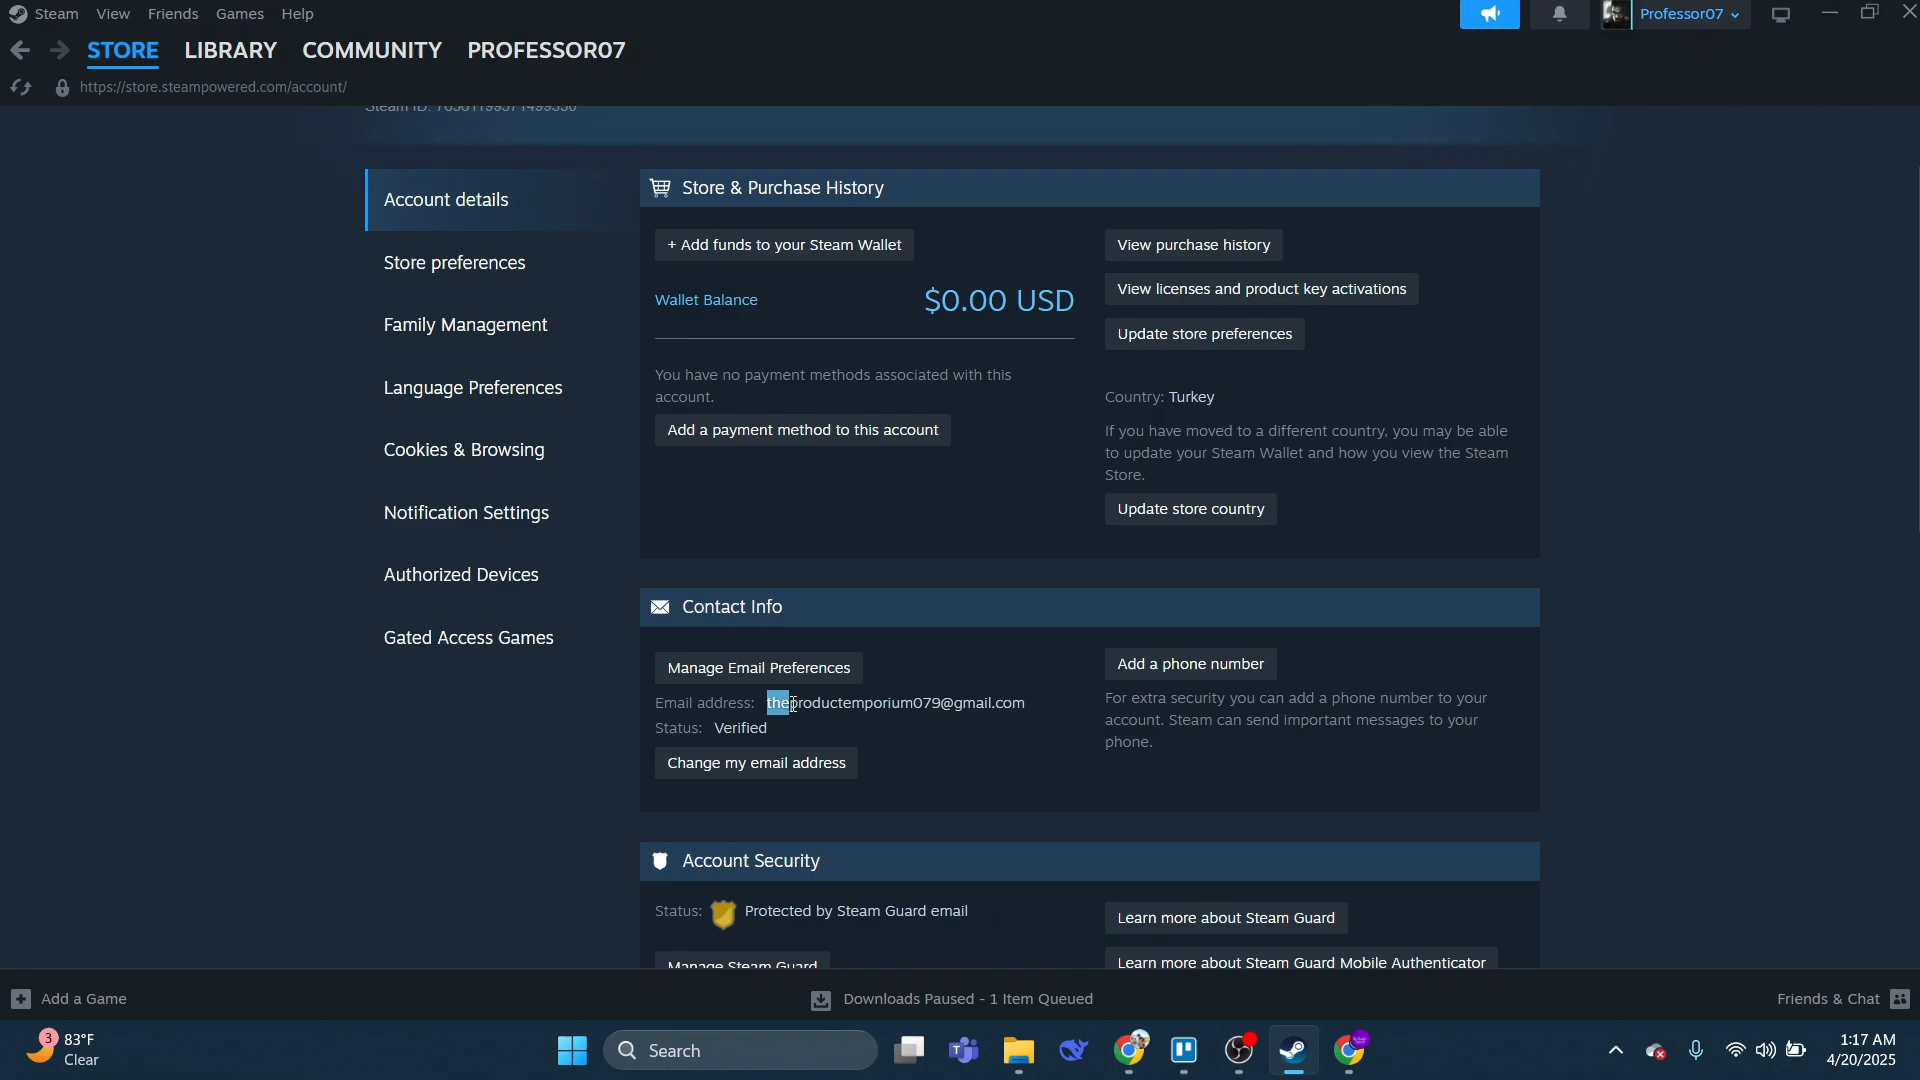 Steam View Friends Games Help
Professor07
STORE LIBRARY COMMUNITY PROFESSOR07
https://store.steampowered.com/account/
Steam ID:
Account details
Store preferences
Family Management
Language Preferences
Cookies & Browsing
Notification Settings
Authorized Devices
Gated Access Games
Store & Purchase History
+ Add funds to your Steam Wallet
Wallet Balance $0.00 USD
You have no payment methods associated with this
account.
Add a payment method to this account
View purchase history
View licenses and product key activations
Update store preferences
Country: Turkey
If you have moved to a different country, you may be able
to update your Steam Wallet and how you view the Steam
Store.
Update store country
Contact Info
Manage Email Preferences
Email address: theproductemporium079@gmail.com
Status: Verified
Change my email address
Add a phone number
For extra security you can add a phone number to your
account. Steam can send important messages to your
phone.
Account Security
Status: Protected by Steam Guard email
Manage Steam Guard
Learn more about Steam Guard
Learn more about Steam Guard Mobile Authenticator
Add a Game
Downloads Paused - 1 Item Queued
Friends & Chat
3
83°F
Clear
Search
1:17 AM
4/20/2025